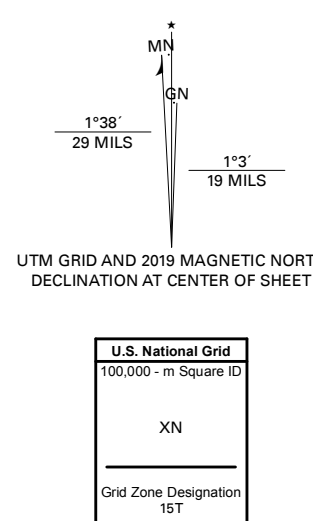 MN
GN
1°38´
29 MILS
1°3´
19 MILS
UTM GRID AND 2019 MAGNETIC NORT
DECLINATION AT CENTER OF SHEET
U.S. National Grid
100,000 - m Square ID
XN
Grid Zone Designation
15T